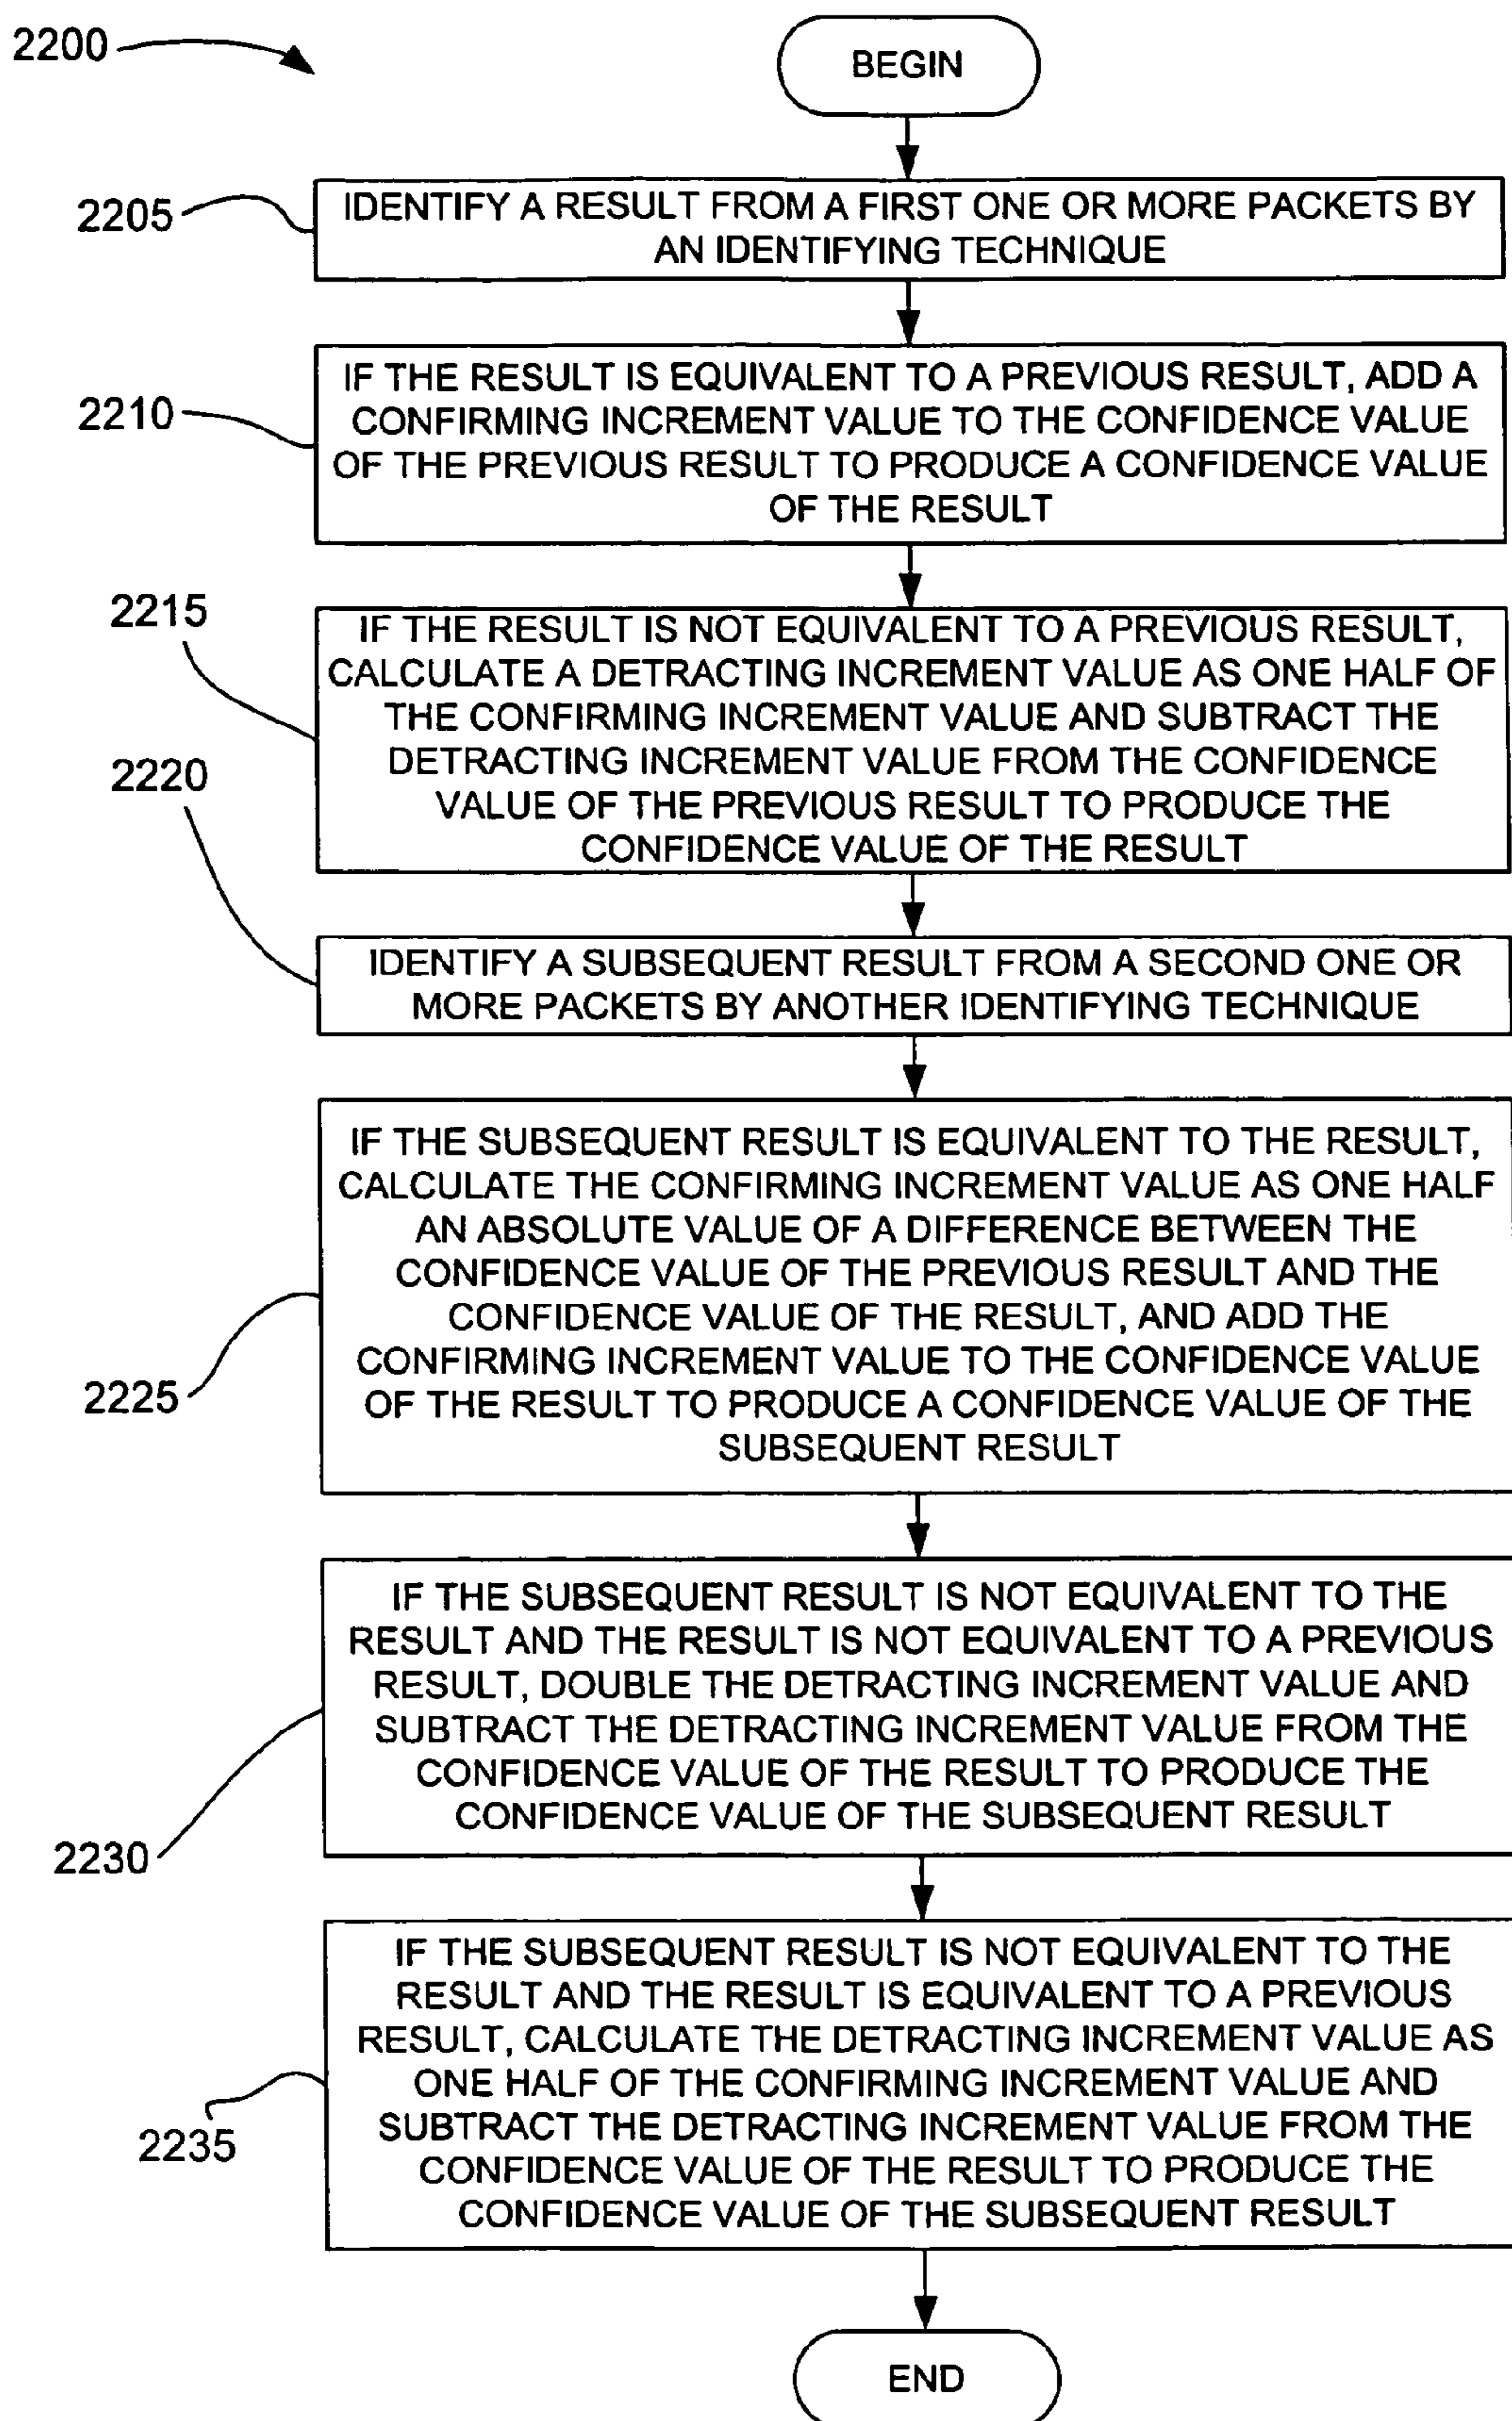 2200
BEGIN
2205
IDENTIFY A RESULT FROM A FIRST ONE OR MORE PACKETS BY
AN IDENTIFYING TECHNIQUE
2210
IF THE RESULT IS EQUIVALENT TO A PREVIOUS RESULT, ADD A
CONFIRMING INCREMENT VALUE TO THE CONFIDENCE VALUE
OF THE PREVIOUS RESULT TO PRODUCE A CONFIDENCE VALUE
OF THE RESULT
2215
IF THE RESULT IS NOT EQUIVALENT TO A PREVIOUS RESULT,
CALCULATE A DETRACTING INCREMENT VALUE AS ONE HALF OF
THE CONFIRMING INCREMENT VALUE AND SUBTRACT THE
DETRACTING INCREMENT VALUE FROM THE CONFIDENCE
VALUE OF THE PREVIOUS RESULT TO PRODUCE THE
CONFIDENCE VALUE OF THE RESULT
2220
IDENTIFY A SUBSEQUENT RESULT FROM A SECOND ONE OR
MORE PACKETS BY ANOTHER IDENTIFYING TECHNIQUE
2225
IF THE SUBSEQUENT RESULT IS EQUIVALENT TO THE RESULT,
CALCULATE THE CONFIRMING INCREMENT VALUE AS ONE HALF
AN ABSOLUTE VALUE OF A DIFFERENCE BETWEEN THE
CONFIDENCE VALUE OF THE PREVIOUS RESULT AND THE
CONFIDENCE VALUE OF THE RESULT, AND ADD THE
CONFIRMING INCREMENT VALUE TO THE CONFIDENCE VALUE
OF THE RESULT TO PRODUCE A CONFIDENCE VALUE OF THE
SUBSEQUENT RESULT
2230
IF THE SUBSEQUENT RESULT IS NOT EQUIVALENT TO THE
RESULT AND THE RESULT IS NOT EQUIVALENT TO A PREVIOUS
RESULT, DOUBLE THE DETRACTING INCREMENT VALUE AND
SUBTRACT THE DETRACTING INCREMENT VALUE FROM THE
CONFIDENCE VALUE OF THE RESULT TO PRODUCE THE
CONFIDENCE VALUE OF THE SUBSEQUENT RESULT
2235
IF THE SUBSEQUENT RESULT IS NOT EQUIVALENT TO THE
RESULT AND THE RESULT IS EQUIVALENT TO A PREVIOUS
RESULT, CALCULATE THE DETRACTING INCREMENT VALUE AS
ONE HALF OF THE CONFIRMING INCREMENT VALUE AND
SUBTRACT THE DETRACTING INCREMENT VALUE FROM THE
CONFIDENCE VALUE OF THE RESULT TO PRODUCE THE
CONFIDENCE VALUE OF THE SUBSEQUENT RESULT
END